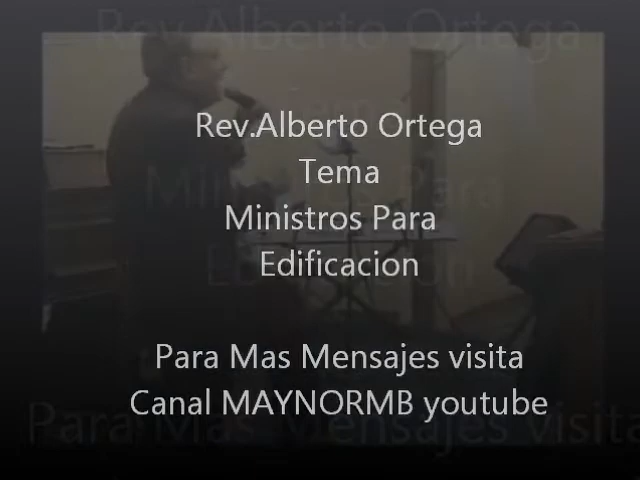 Rev.Alberto Ortega
Tema
Ministros Para
Edificacion
Para Mas Mensajes visita
Canal MAYNORMB youtube